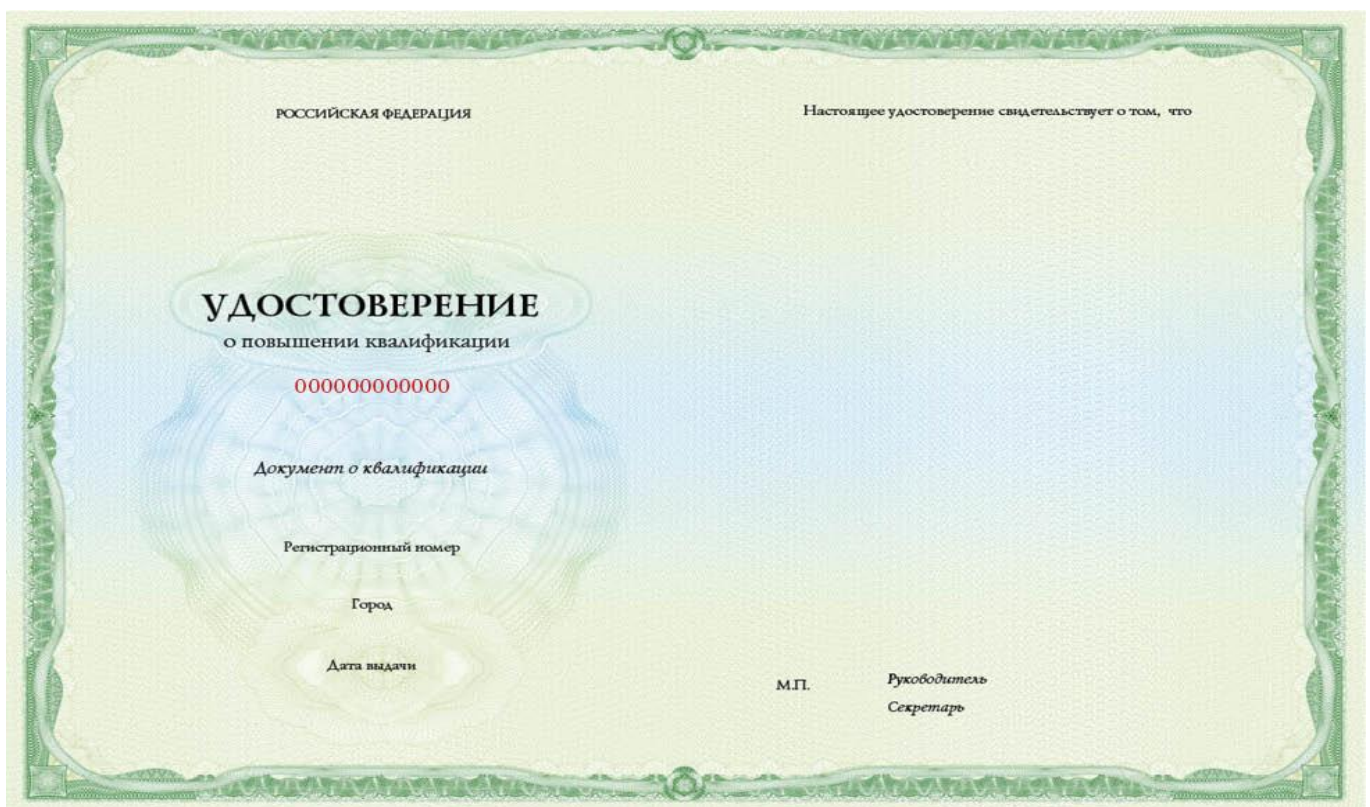 РОССИЙСКАЯ ФЕДЕРАЦИЯ
УДОСТОВЕРЕНИЕ
о повышении квалификации
000000000000
Документ о квалификации
Регистрационный номер
Город
Дата выдачи
Настоящее удостоверение свидетельствует о том, что
М.П.
Руководитель
Секретарь